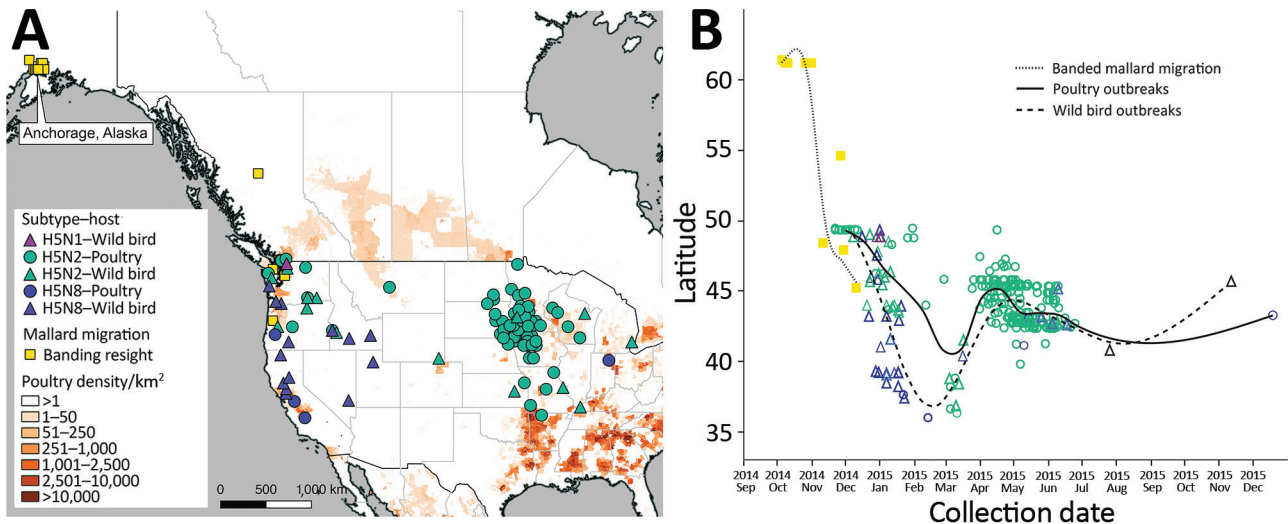 A
Anchorage, Alaska
Subtype–host
H5N1–Wild bird
H5N2–Poultry
H5N2–Wild bird
H5N8–Poultry
H5N8–Wild bird
Mallard migration
Banding resight
Poultry density/km²
>1
1–50
51–250
251–1,000
1,001–2,500
2,501–10,000
>10,000
0 500 1,000 km
B
Banded mallard migration
Poultry outbreaks
Wild bird outbreaks
Latitude
60
55
50
45
40
35
2014 2014 2014 2014 2015 2015 2015 2015 2015 2015 2015 2015 2015 2015 2015 2015
Sep Oct Nov Dec Jan Feb Mar Apr May Jun Jul Aug Sep Oct Nov Dec
Collection date